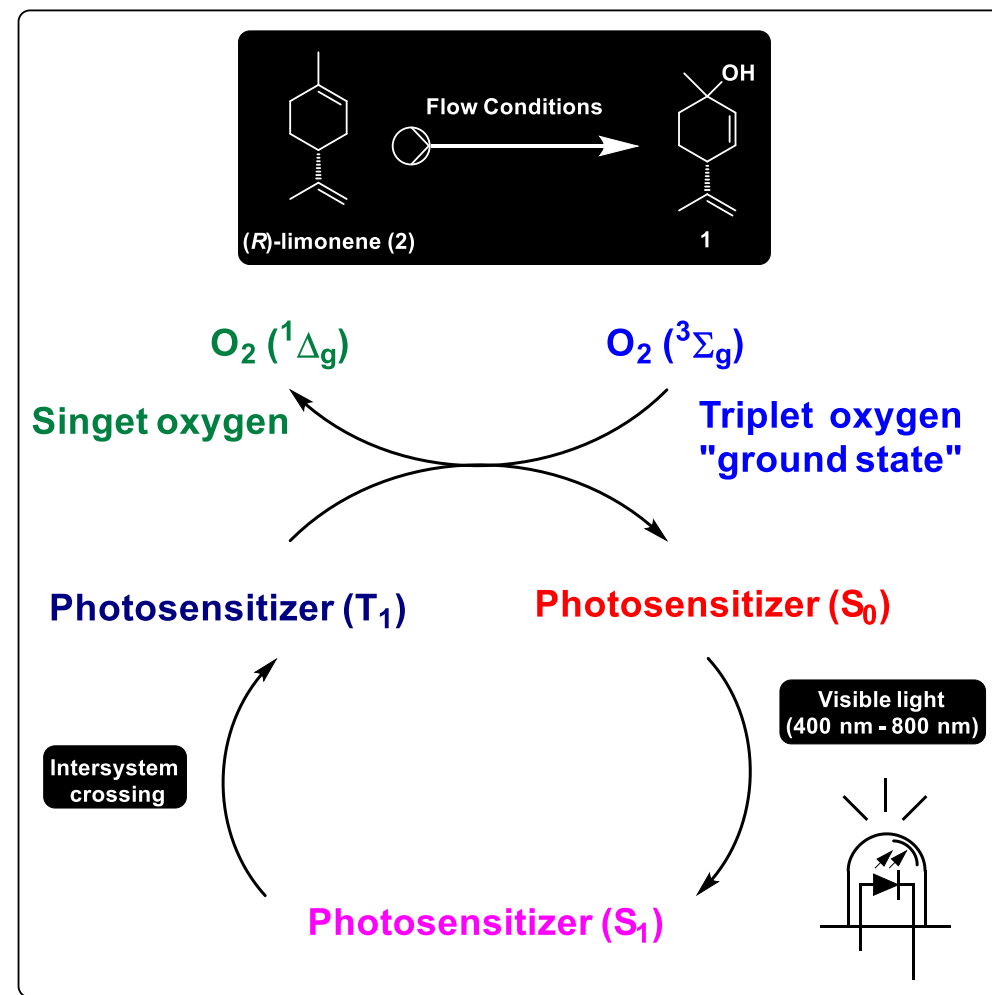 OH
Flow Conditions
(R)-limonene (2)
1
O2 (1Δg)
O2 (3Σg)
Singet oxygen
Triplet oxygen
"ground state"
Photosensitizer (T1)
Photosensitizer (S0)
Visible light
(400 nm - 800 nm)
Intersystem
crossing
Photosensitizer (S1)